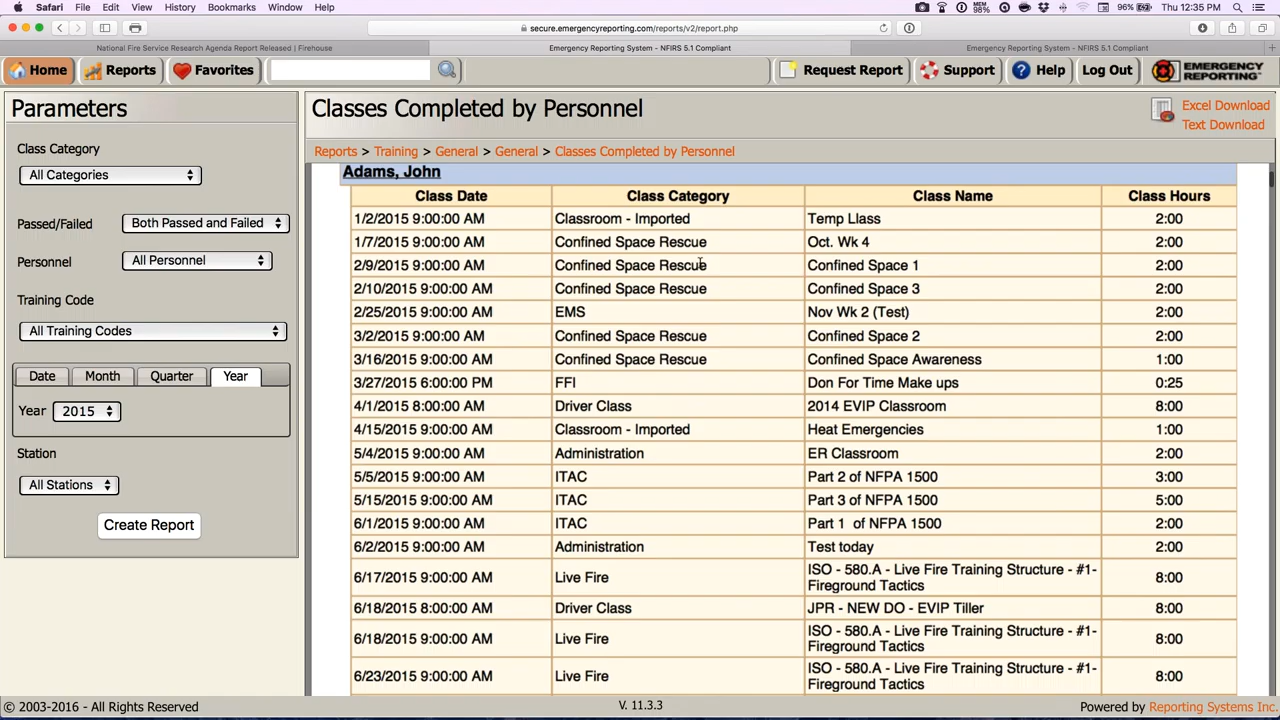 Safari File Edit View History Bookmarks Window Help MEM 98% 96% Thu 12:35 PM
secure.emergencyreporting.com/reports/v2/report.php
National Fire Service Research Agenda Report Released | Firehouse Emergency Reporting System - NFIRS 5.1 Compliant Emergency Reporting System - NFIRS 5.1 Compliant
Home Reports Favorites Request Report Support Help Log Out EMERGENCY REPORTING
Parameters
Class Category
All Categories
Passed/Failed Both Passed and Failed
Personnel All Personnel
Training Code
All Training Codes
Date Month Quarter Year
Year 2015
Station
All Stations
Create Report
Classes Completed by Personnel
Excel Download
Text Download
Reports > Training > General > General > Classes Completed by Personnel
Adams, John
Class Date Class Category Class Name Class Hours
1/2/2015 9:00:00 AM Classroom - Imported Temp Llass 2:00
1/7/2015 9:00:00 AM Confined Space Rescue Oct. Wk 4 2:00
2/9/2015 9:00:00 AM Confined Space Rescue Confined Space 1 2:00
2/10/2015 9:00:00 AM Confined Space Rescue Confined Space 3 2:00
2/25/2015 9:00:00 AM EMS Nov Wk 2 (Test) 2:00
3/2/2015 9:00:00 AM Confined Space Rescue Confined Space 2 2:00
3/16/2015 9:00:00 AM Confined Space Rescue Confined Space Awareness 1:00
3/27/2015 6:00:00 PM FFI Don For Time Make ups 0:25
4/1/2015 8:00:00 AM Driver Class 2014 EVIP Classroom 8:00
4/15/2015 9:00:00 AM Classroom - Imported Heat Emergencies 1:00
5/4/2015 9:00:00 AM Administration ER Classroom 2:00
5/5/2015 9:00:00 AM ITAC Part 2 of NFPA 1500 3:00
5/15/2015 9:00:00 AM ITAC Part 3 of NFPA 1500 5:00
6/1/2015 9:00:00 AM ITAC Part 1 of NFPA 1500 2:00
6/2/2015 9:00:00 AM Administration Test today 2:00
6/17/2015 9:00:00 AM Live Fire ISO - 580.A - Live Fire Training Structure - #1-
Fireground Tactics 8:00
6/18/2015 8:00:00 AM Driver Class JPR - NEW DO - EVIP Tiller 8:00
6/18/2015 9:00:00 AM Live Fire ISO - 580.A - Live Fire Training Structure - #1-
Fireground Tactics 8:00
6/23/2015 9:00:00 AM Live Fire ISO - 580.A - Live Fire Training Structure - #1-
Fireground Tactics 8:00
© 2003-2016 - All Rights Reserved V. 11.3.3 Powered by Reporting Systems Inc.